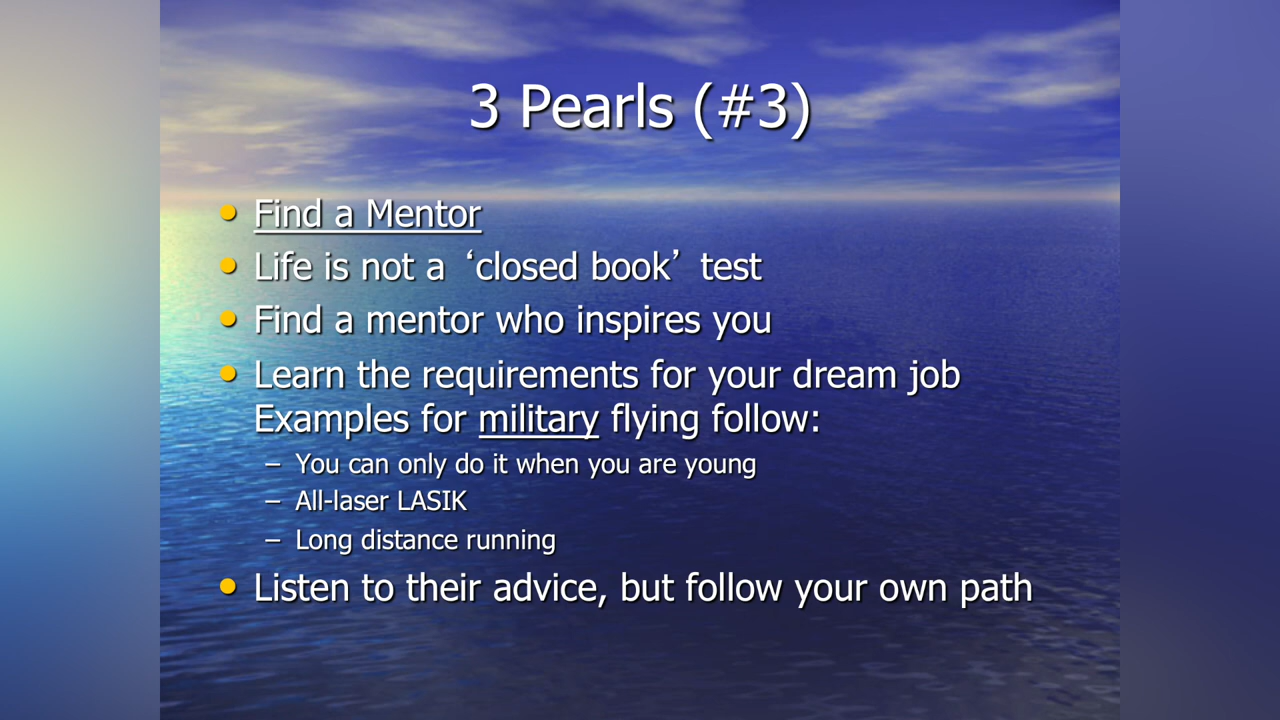 3 Pearls (#3)
• Find a Mentor
• Life is not a ‘closed book’ test
• Find a mentor who inspires you
• Learn the requirements for your dream job
Examples for military flying follow:
– You can only do it when you are young
– All-laser LASIK
– Long distance running
• Listen to their advice, but follow your own path